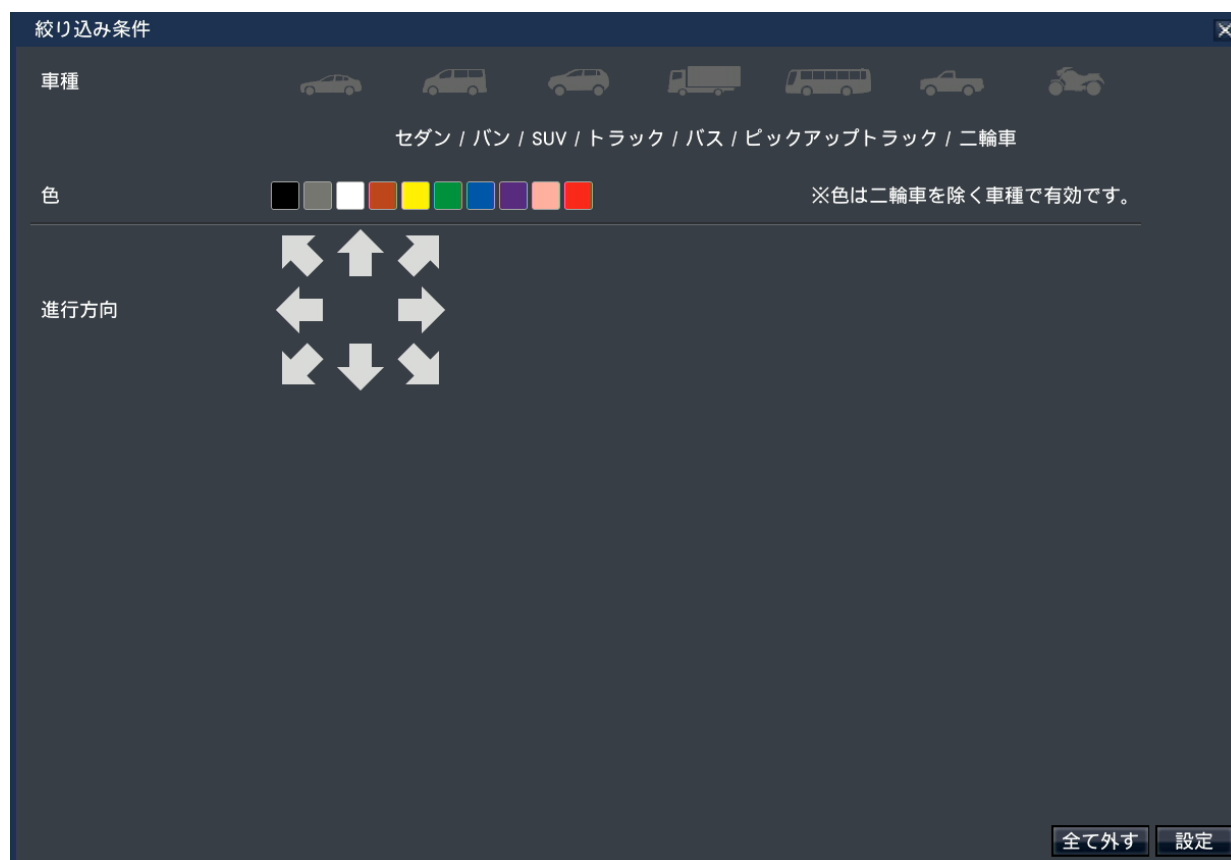 絞り込み条件
車種
セダン / バン / SUV / トラック / バス / ピックアップトラック / 二輪車
色
※色は二輪車を除く車種で有効です。
進行方向
全て外す
設定